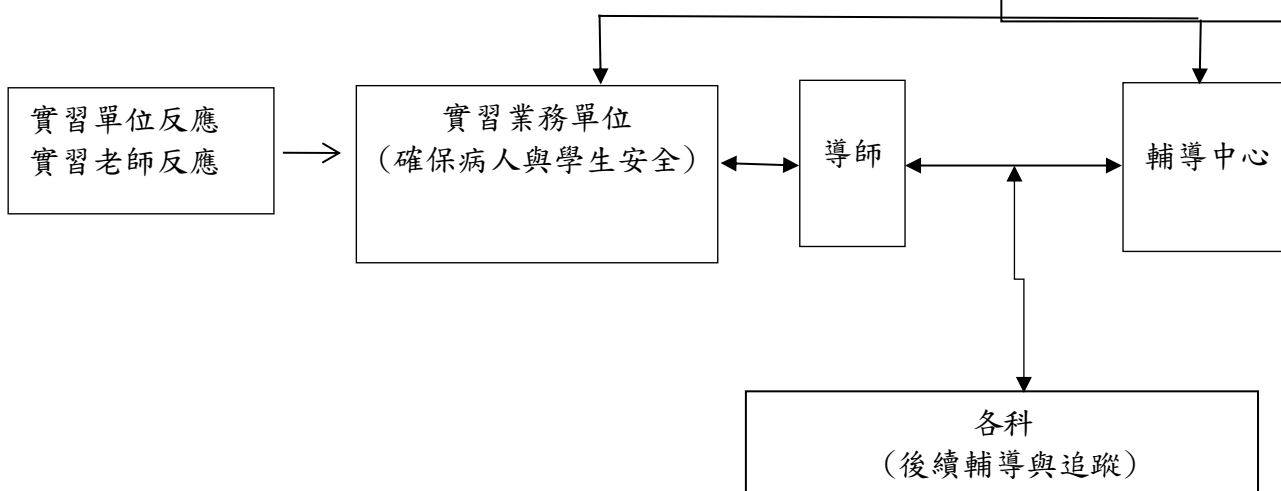 實習單位反應
實習老師反應
實習業務單位
（確保病人與學生安全）
導師
輔導中心
各科
（後續輔導與追蹤）